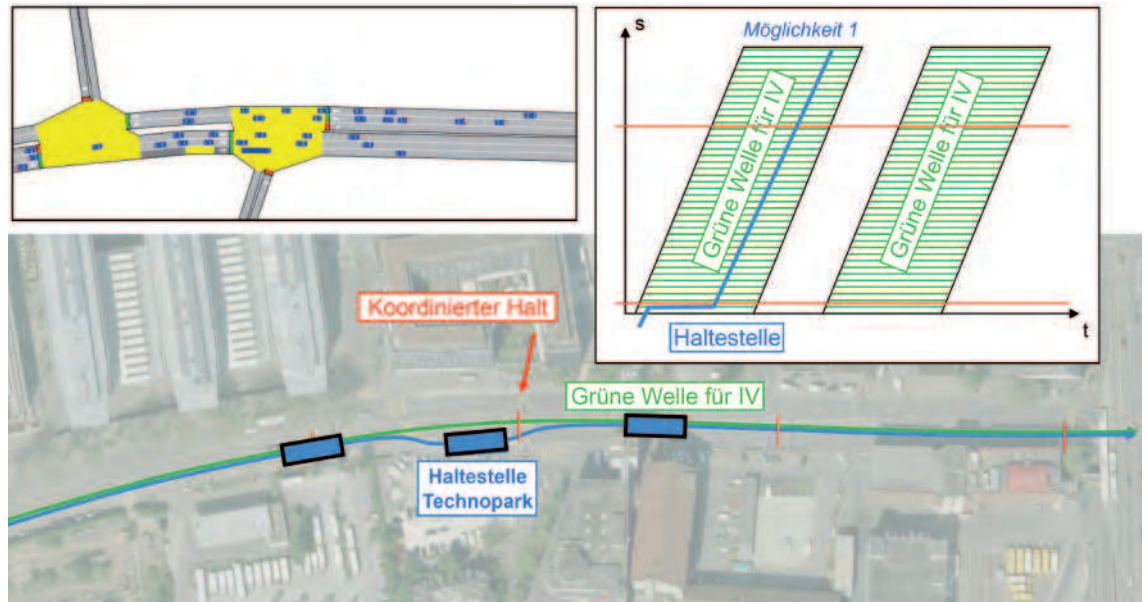 s
Möglichkeit 1
Grüne Welle für IV
Grüne Welle für IV
Haltestelle
t
Koordinierter Halt
Grüne Welle für IV
Haltestelle
Technopark